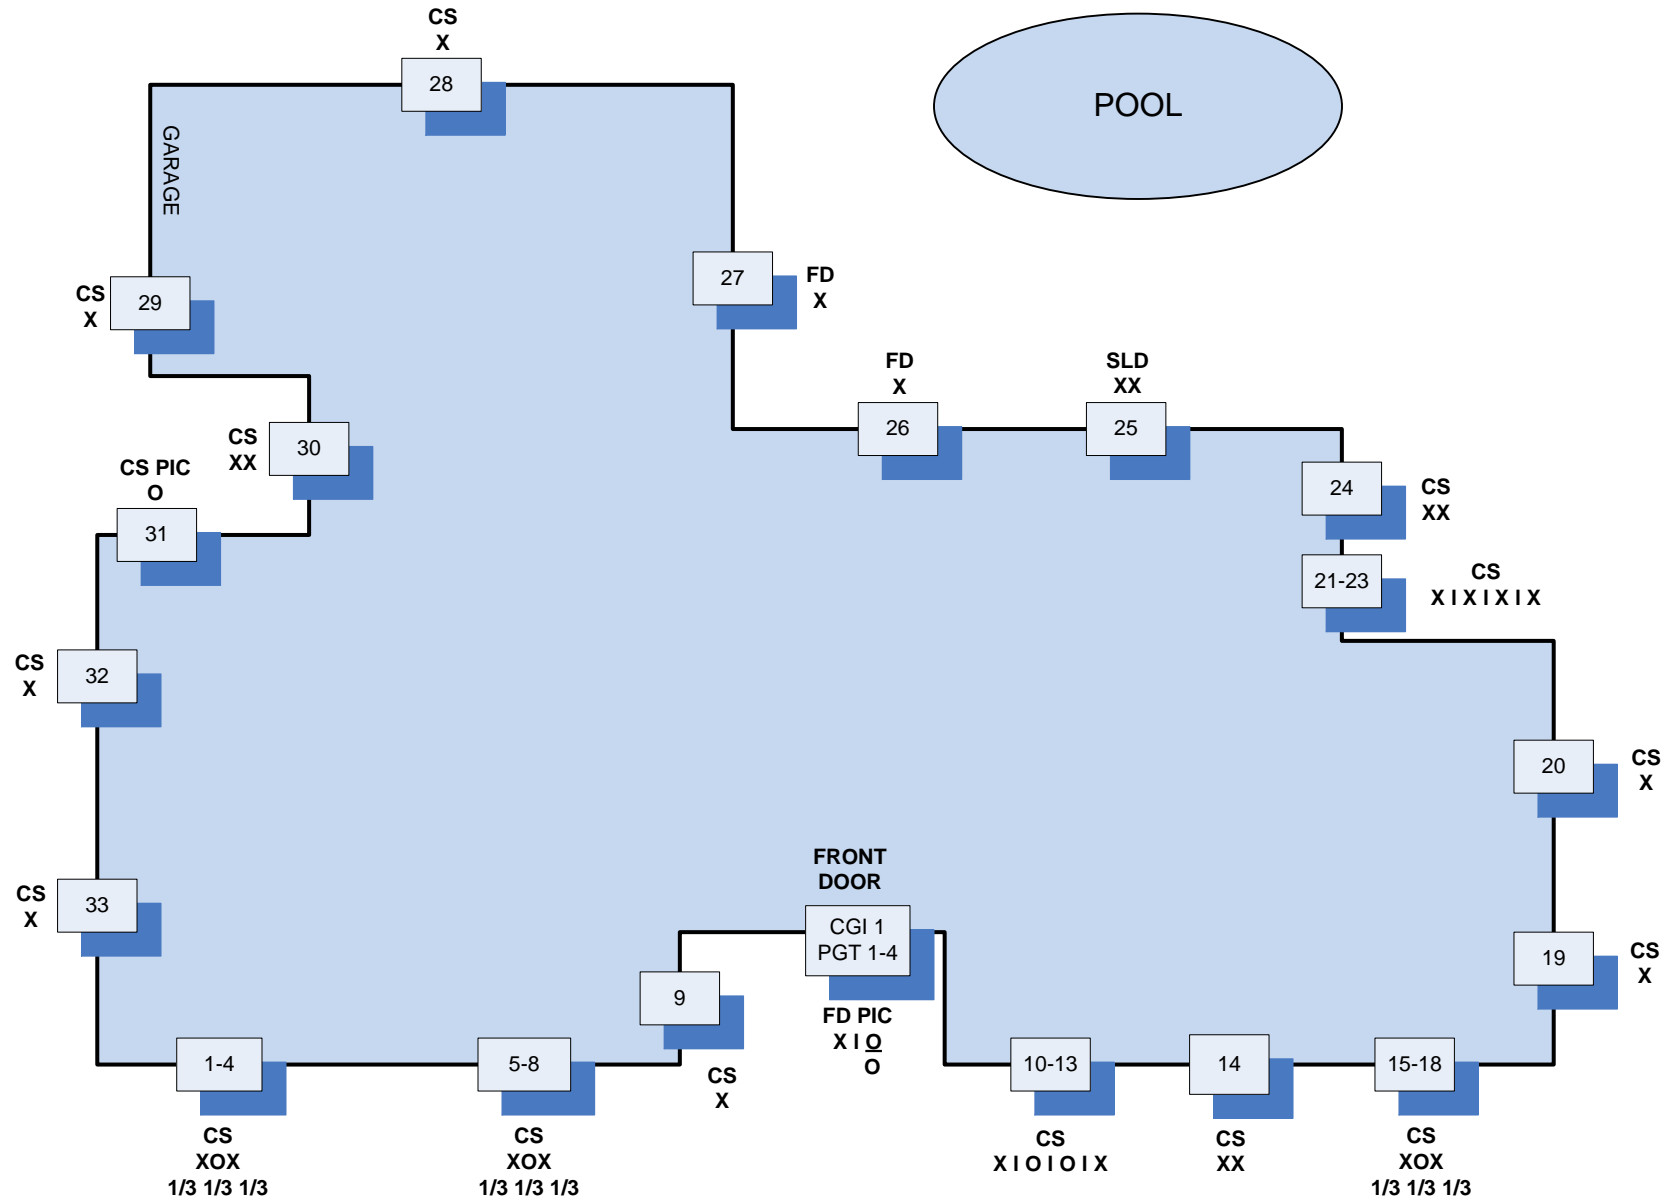 CS
X
28
POOL
GARAGE
27
FD
X
CS
X
29
FD
X
26
SLD
XX
25
CS
XX
30
CS PIC
O
31
24
CS
XX
21-23
CS
X I X I X I X
CS
X
32
20
CS
X
CS
X
33
FRONT
DOOR
CGI 1
PGT 1-4
FD PIC
X I O
O
19
CS
X
9
CS
X
1-4
CS
XOX
1/3 1/3 1/3
5-8
CS
XOX
1/3 1/3 1/3
10-13
CS
X I O I O I X
14
CS
XX
15-18
CS
XOX
1/3 1/3 1/3